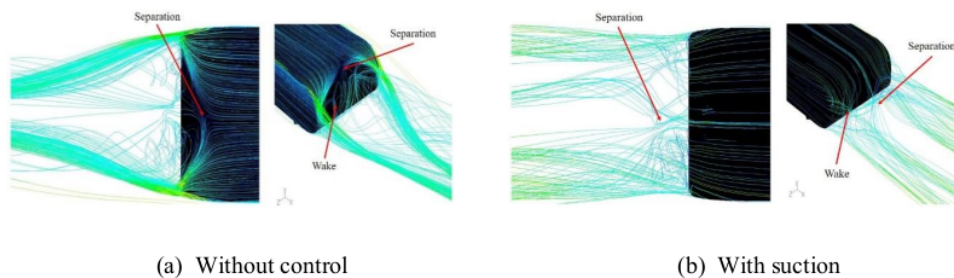 Separation
Separation
Wake
(a) Without control
Separation
Separation
Wake
(b) With suction